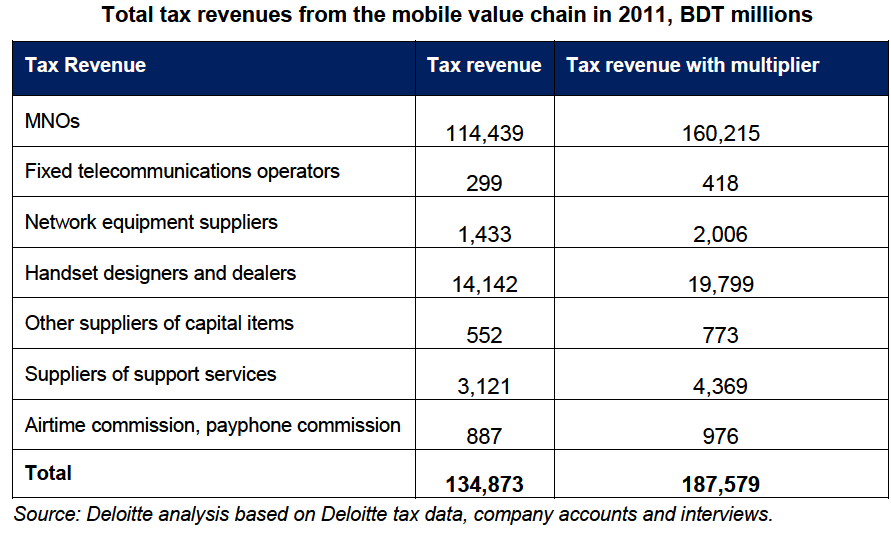 Total tax revenues from the mobile value chain in 2011, BDT millions
Tax Revenue Tax revenue Tax revenue with multiplier
MNOs 114,439 160,215
Fixed telecommunications operators 299 418
Network equipment suppliers 1,433 2,006
Handset designers and dealers 14,142 19,799
Other suppliers of capital items 552 773
Suppliers of support services 3,121 4,369
Airtime commission, payphone commission 887 976
Total 134,873 187,579
Source: Deloitte analysis based on Deloitte tax data, company accounts and interviews.